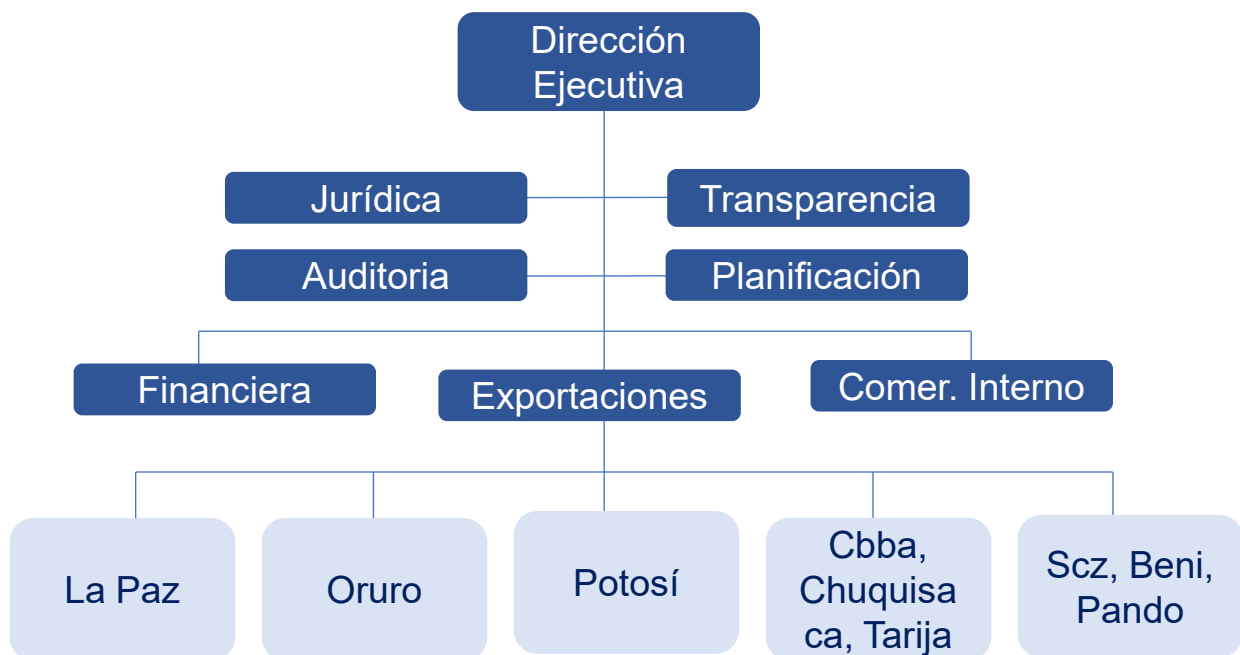 Dirección
Ejecutiva
Jurídica
Transparencia
Auditoria
Planificación
Financiera
Exportaciones
Comer. Interno
La Paz
Oruro
Potosí
Cbba,
Chuquisa
ca, Tarija
Scz, Beni,
Pando